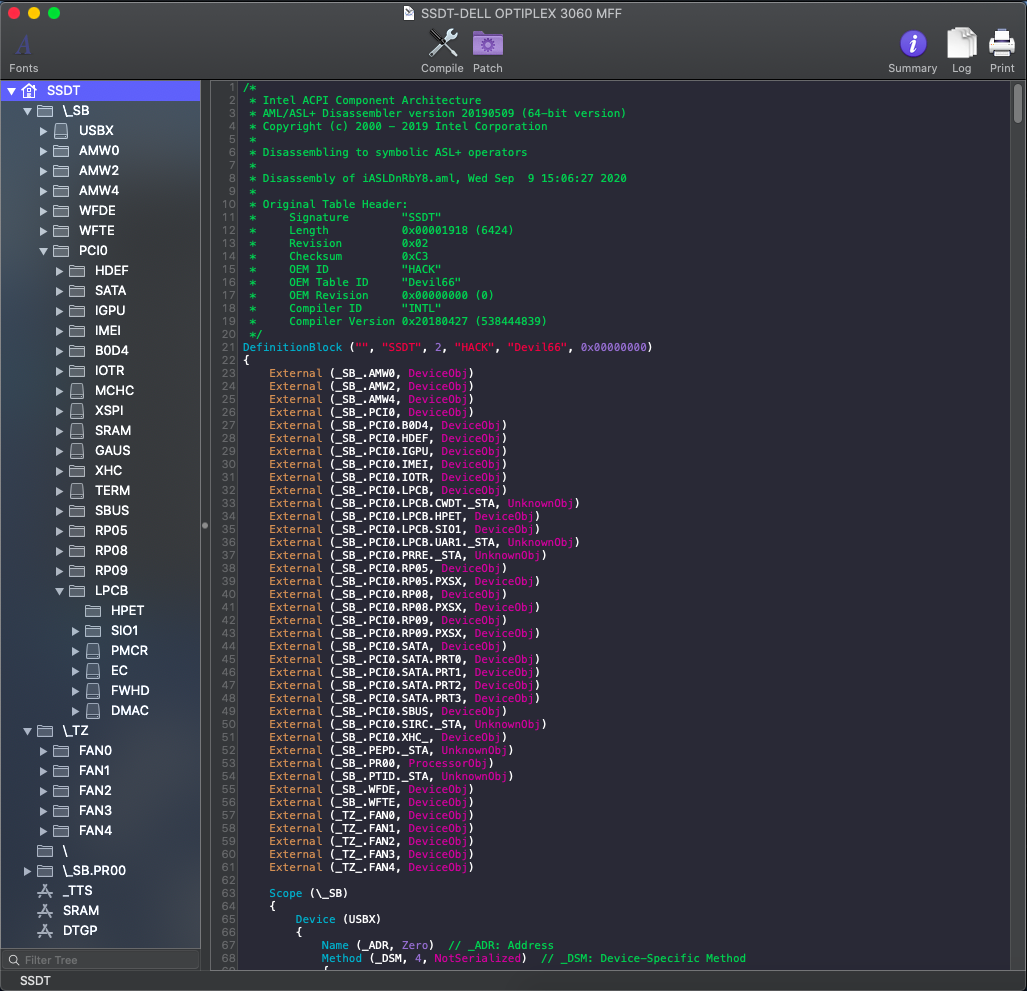 SSDT-DELL OPTIPLEX 3060 MFF
A
Fonts
Compile
Patch
i
Summary
Log
Print
SSDT
\_SB
USBX
AMW0
AMW2
AMW4
WFDE
WFTE
PCI0
HDEF
SATA
IGPU
IMEI
B0D4
IOTR
MCHC
XSPI
SRAM
GAUS
XHC
TERM
SBUS
RP05
RP08
RP09
LPCB
HPET
SIO1
PMCR
EC
FWHD
DMAC
\_TZ
FAN0
FAN1
FAN2
FAN3
FAN4
\
\_SB.PR00
_TTS
SRAM
DTGP
Filter Tree
SSDT
1 /*
2  * Intel ACPI Component Architecture
3  * AML/ASL+ Disassembler version 20190509 (64-bit version)
4  * Copyright (c) 2000 - 2019 Intel Corporation
5  *
6  * Disassembling to symbolic ASL+ operators
7  *
8  * Disassembly of iASLDnRbY8.aml, Wed Sep  9 15:06:27 2020
9  *
10  * Original Table Header:
11  *     Signature        "SSDT"
12  *     Length           0x00001918 (6424)
13  *     Revision         0x02
14  *     Checksum         0xC3
15  *     OEM ID           "HACK"
16  *     OEM Table ID     "Devil66"
17  *     OEM Revision     0x00000000 (0)
18  *     Compiler ID      "INTL"
19  *     Compiler Version 0x20180427 (538444839)
20  */
21 DefinitionBlock ("", "SSDT", 2, "HACK", "Devil66", 0x00000000)
22 {
23     External (_SB_.AMW0, DeviceObj)
24     External (_SB_.AMW2, DeviceObj)
25     External (_SB_.AMW4, DeviceObj)
26     External (_SB_.PCI0, DeviceObj)
27     External (_SB_.PCI0.B0D4, DeviceObj)
28     External (_SB_.PCI0.HDEF, DeviceObj)
29     External (_SB_.PCI0.IGPU, DeviceObj)
30     External (_SB_.PCI0.IMEI, DeviceObj)
31     External (_SB_.PCI0.IOTR, DeviceObj)
32     External (_SB_.PCI0.LPCB, DeviceObj)
33     External (_SB_.PCI0.LPCB.CWDT._STA, UnknownObj)
34     External (_SB_.PCI0.LPCB.HPET, DeviceObj)
35     External (_SB_.PCI0.LPCB.SIO1, DeviceObj)
36     External (_SB_.PCI0.LPCB.UAR1._STA, UnknownObj)
37     External (_SB_.PCI0.PRRE._STA, UnknownObj)
38     External (_SB_.PCI0.RP05, DeviceObj)
39     External (_SB_.PCI0.RP05.PXSX, DeviceObj)
40     External (_SB_.PCI0.RP08, DeviceObj)
41     External (_SB_.PCI0.RP08.PXSX, DeviceObj)
42     External (_SB_.PCI0.RP09, DeviceObj)
43     External (_SB_.PCI0.RP09.PXSX, DeviceObj)
44     External (_SB_.PCI0.SATA, DeviceObj)
45     External (_SB_.PCI0.SATA.PRT0, DeviceObj)
46     External (_SB_.PCI0.SATA.PRT1, DeviceObj)
47     External (_SB_.PCI0.SATA.PRT2, DeviceObj)
48     External (_SB_.PCI0.SATA.PRT3, DeviceObj)
49     External (_SB_.PCI0.SBUS, DeviceObj)
50     External (_SB_.PCI0.SIRC._STA, UnknownObj)
51     External (_SB_.PCI0.XHC_, DeviceObj)
52     External (_SB_.PEPD._STA, UnknownObj)
53     External (_SB_.PR00, ProcessorObj)
54     External (_SB_.PTID._STA, UnknownObj)
55     External (_SB_.WFDE, DeviceObj)
56     External (_SB_.WFTE, DeviceObj)
57     External (_TZ_.FAN0, DeviceObj)
58     External (_TZ_.FAN1, DeviceObj)
59     External (_TZ_.FAN2, DeviceObj)
60     External (_TZ_.FAN3, DeviceObj)
61     External (_TZ_.FAN4, DeviceObj)
62
63     Scope (\_SB)
64     {
65         Device (USBX)
66         {
67             Name (_ADR, Zero)  // _ADR: Address
68             Method (_DSM, 4, NotSerialized)  // _DSM: Device-Specific Method